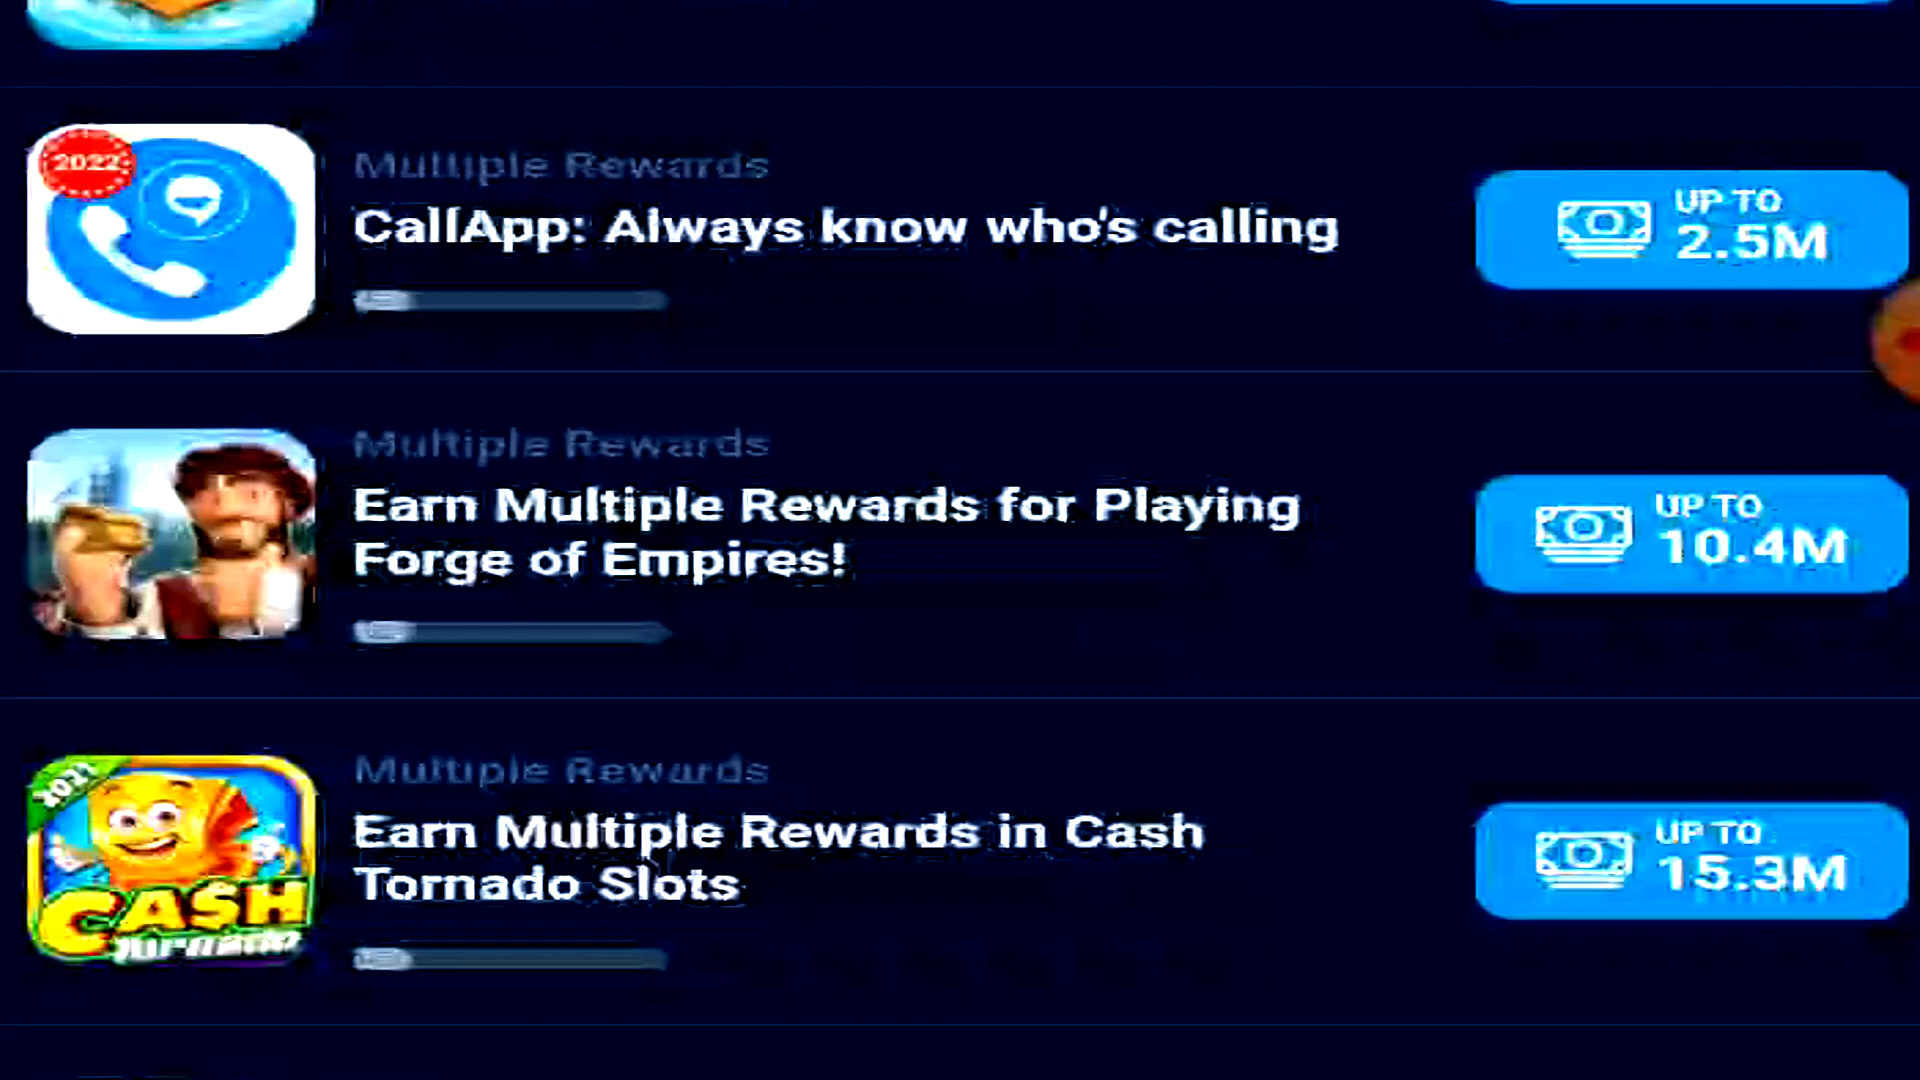 2022
Multiple Rewards
CallApp: Always know who's calling
UP TO
2.5M
Multiple Rewards
Earn Multiple Rewards for Playing
Forge of Empires!
UP TO
10.4M
2021
CASH
Multiple Rewards
Earn Multiple Rewards in Cash
Tornado Slots
UP TO
15.3M